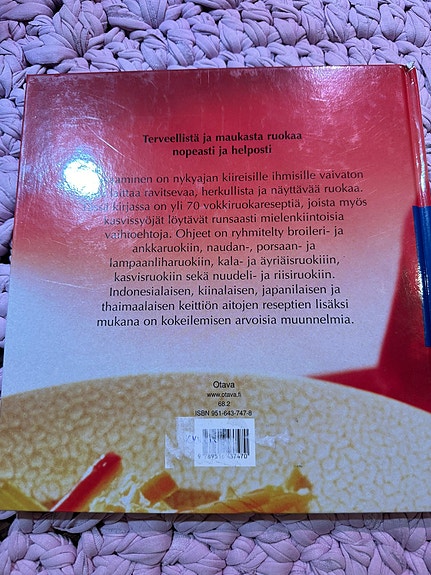 Terveellistä ja maukasta ruokaa
nopeasti ja helposti
on nykyajan kiireisille ihmisille vaivaton
ravitsevaa, herkullista ja näyttävää ruokaa.
kirjassa on yli 70 vokkiruokareseptiä, joista myös
kasvissyöjät löytävät runsaasti mielenkiintoisia
vaihtoehtoja. Ohjeet on ryhmitelty broileri- ja
ankkaruokiin, naudan-, porsaan- ja
lampaanliharuokiin, kala- ja äyriäisruokiiin,
kasvisruokiin sekä nuudeli- ja riisiruokiin.
Indonesialaisen, kiinalaisen, japanilaisen ja
thaimaalaisen keittiön aitojen reseptien lisäksi
mukana on kokeilemisen arvoisia muunnelmia.
Otava
www.otava.fi
68.2
ISBN 951-643-747-8